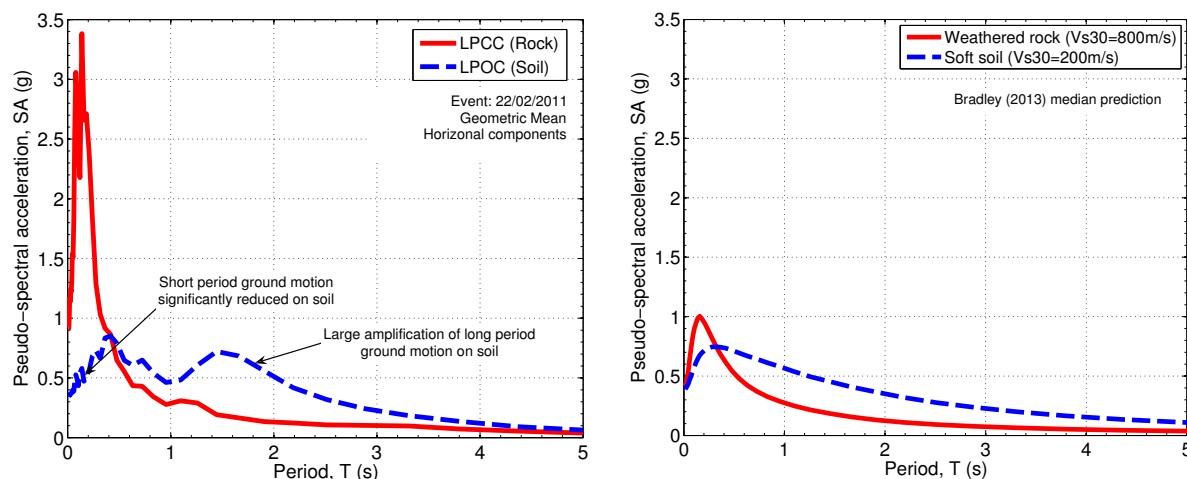 LPCC (Rock)
LPOC (Soil)
Event: 22/02/2011
Geometric Mean
Horizonal components
Short period ground motion
significantly reduced on soil
Large amplification of long period
ground motion on soil
Pseudo−spectral acceleration, SA (g)
3.5
3
2.5
2
1.5
1
0.5
0
0 1 2 3 4 5
Period, T (s)
Weathered rock (Vs30=800m/s)
Soft soil (Vs30=200m/s)
Bradley (2013) median prediction
Pseudo−spectral acceleration, SA (g)
3.5
3
2.5
2
1.5
1
0.5
0
0 1 2 3 4 5
Period, T (s)